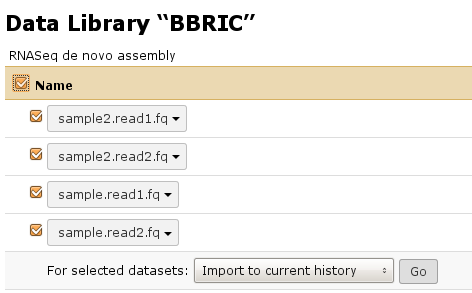 Data Library “BBRIC”
RNASeq de novo assembly
Name
sample2.read1.fq
sample2.read2.fq
sample.read1.fq
sample.read2.fq
For selected datasets: Import to current history Go